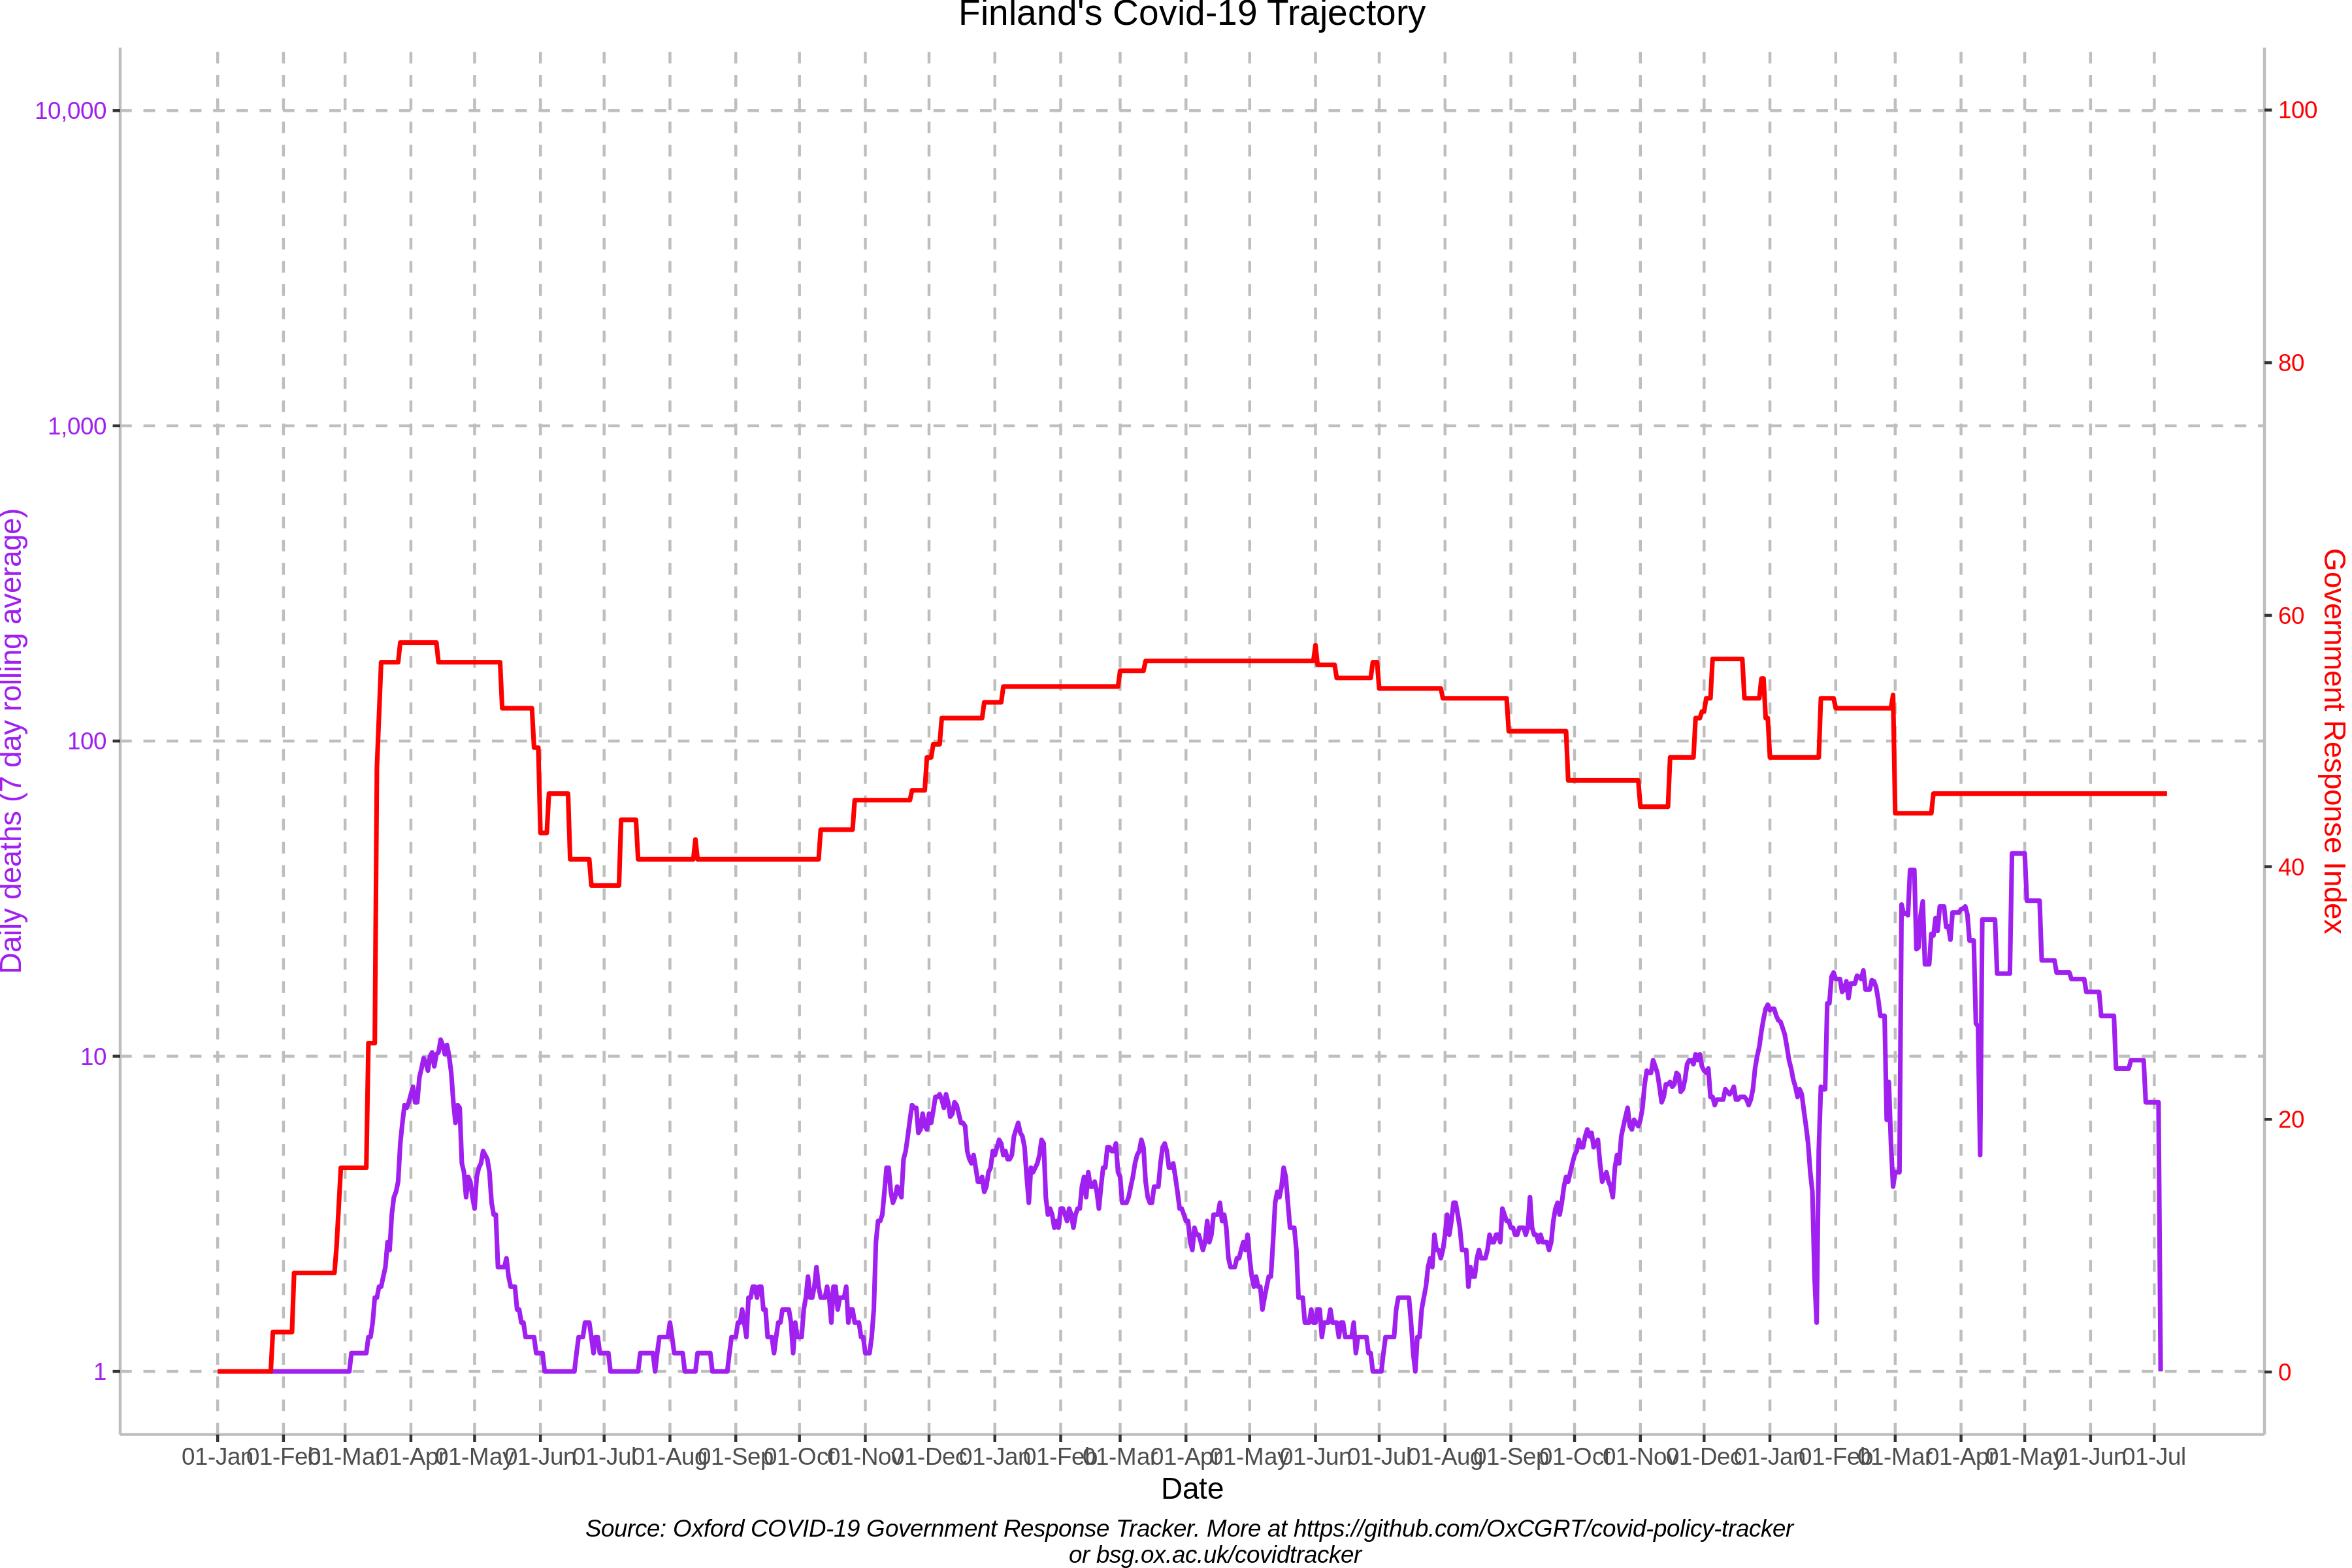 Finland's Covid-19 Trajectory
10,000
1,000
100
10
1
Daily deaths (7 day rolling average)
100
80
60
40
20
0
Government Response Index
01-Jan 01-Feb 01-Mar 01-Apr 01-May 01-Jun 01-Jul 01-Aug 01-Sep 01-Oct 01-Nov 01-Dec 01-Jan 01-Feb 01-Mar 01-Apr 01-May 01-Jun 01-Jul 01-Aug 01-Sep 01-Oct 01-Nov 01-Dec 01-Jan 01-Feb 01-Mar 01-Apr 01-May 01-Jun 01-Jul
Date
Source: Oxford COVID-19 Government Response Tracker. More at https://github.com/OxCGRT/covid-policy-tracker
or bsg.ox.ac.uk/covidtracker